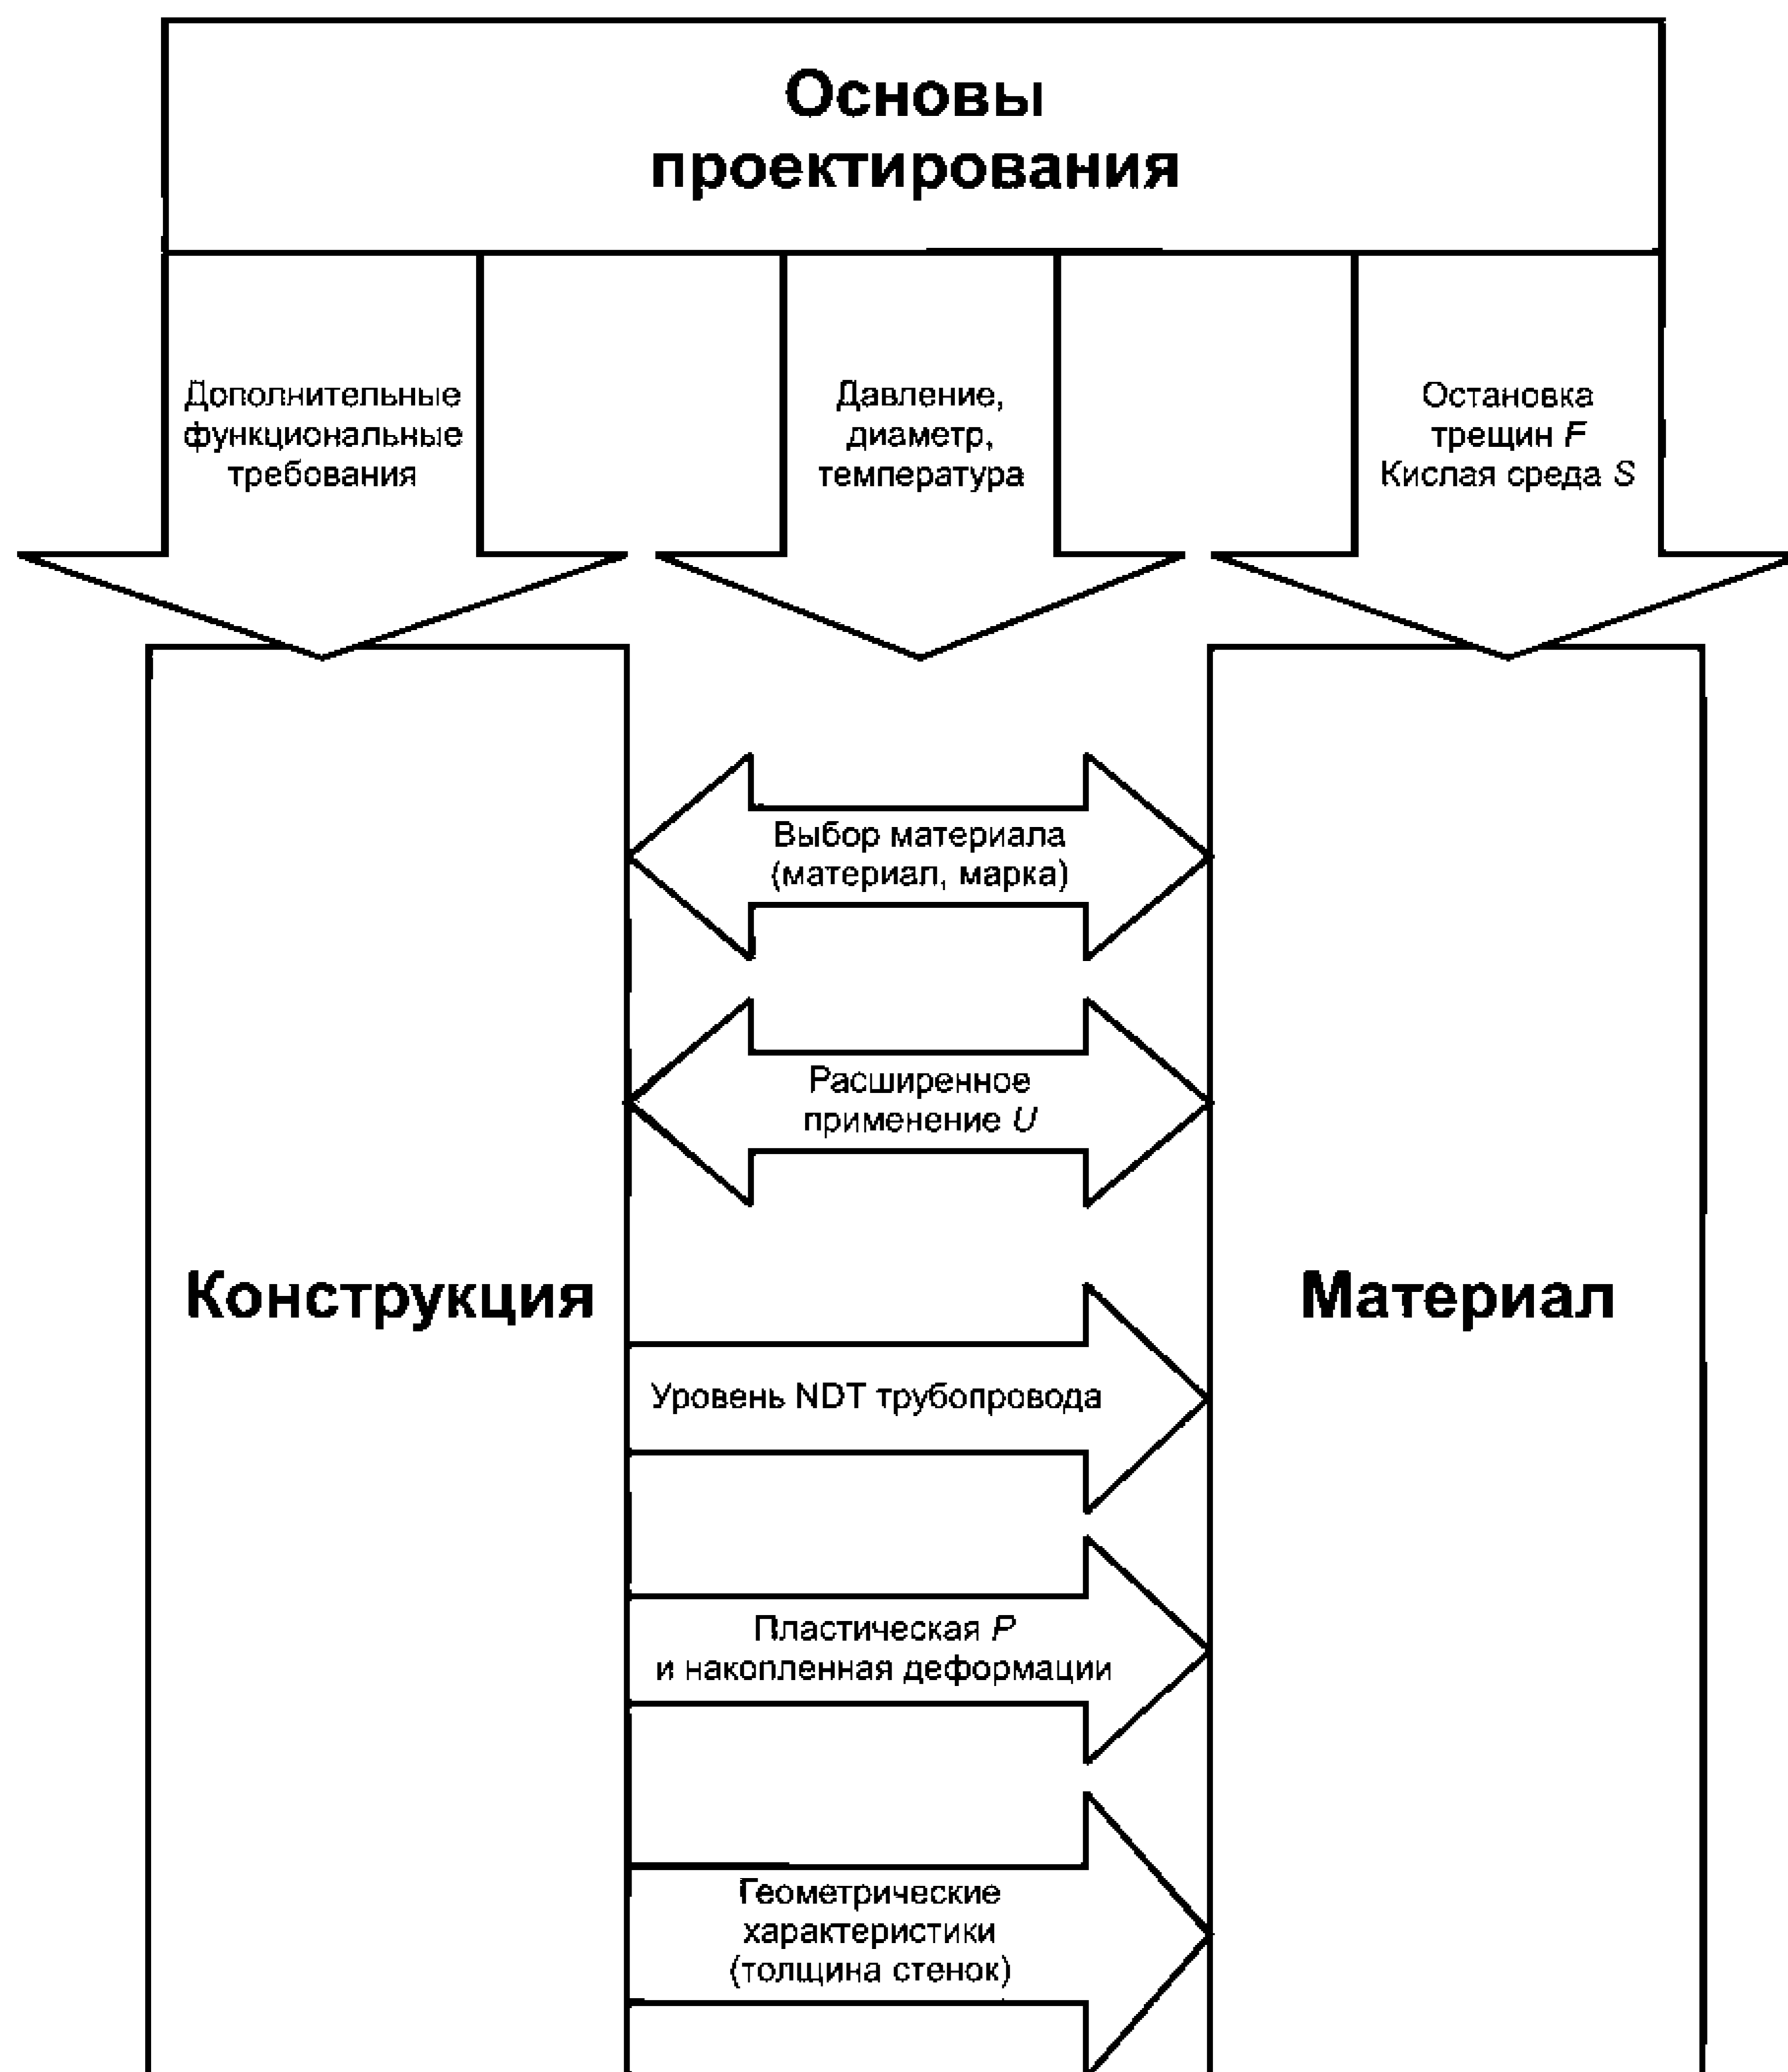 Основы
проектирования
Дополнительные
функциональные
требования
Давление,
диаметр,
температура
Остановка
трещин F
Кислая среда S
Выбор материала
(материал, марка)
Расширенное
применение U
Конструкция
Материал
Уровень NDT трубопровода
Пластическая P
и накопленная деформации
Геометрические
характеристики
(толщина стенок)